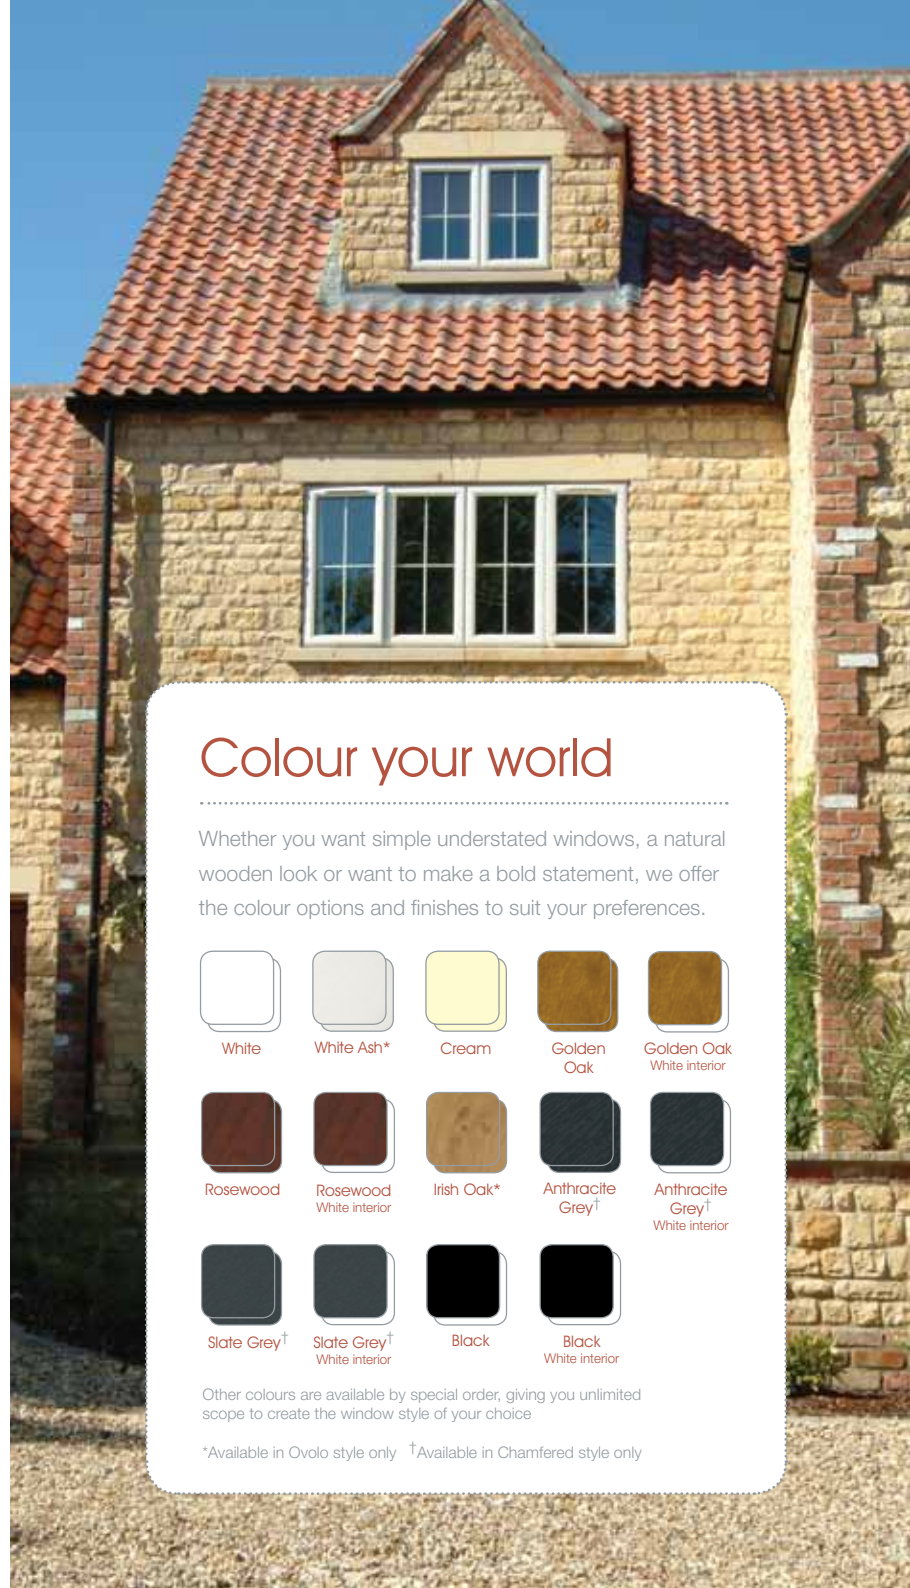 Colour your world
Whether you want simple understated windows, a natural
wooden look or want to make a bold statement, we offer
the colour options and finishes to suit your preferences.
White
White Ash*
Cream
Golden
Oak
Golden Oak
White interior
Rosewood
Rosewood
White interior
Irish Oak*
Anthracite
Grey†
Anthracite
Grey†
White interior
Slate Grey†
Slate Grey†
White interior
Black
Black
White interior
Other colours are available by special order, giving you unlimited
scope to create the window style of your choice
*Available in Ovolo style only †Available in Chamfered style only